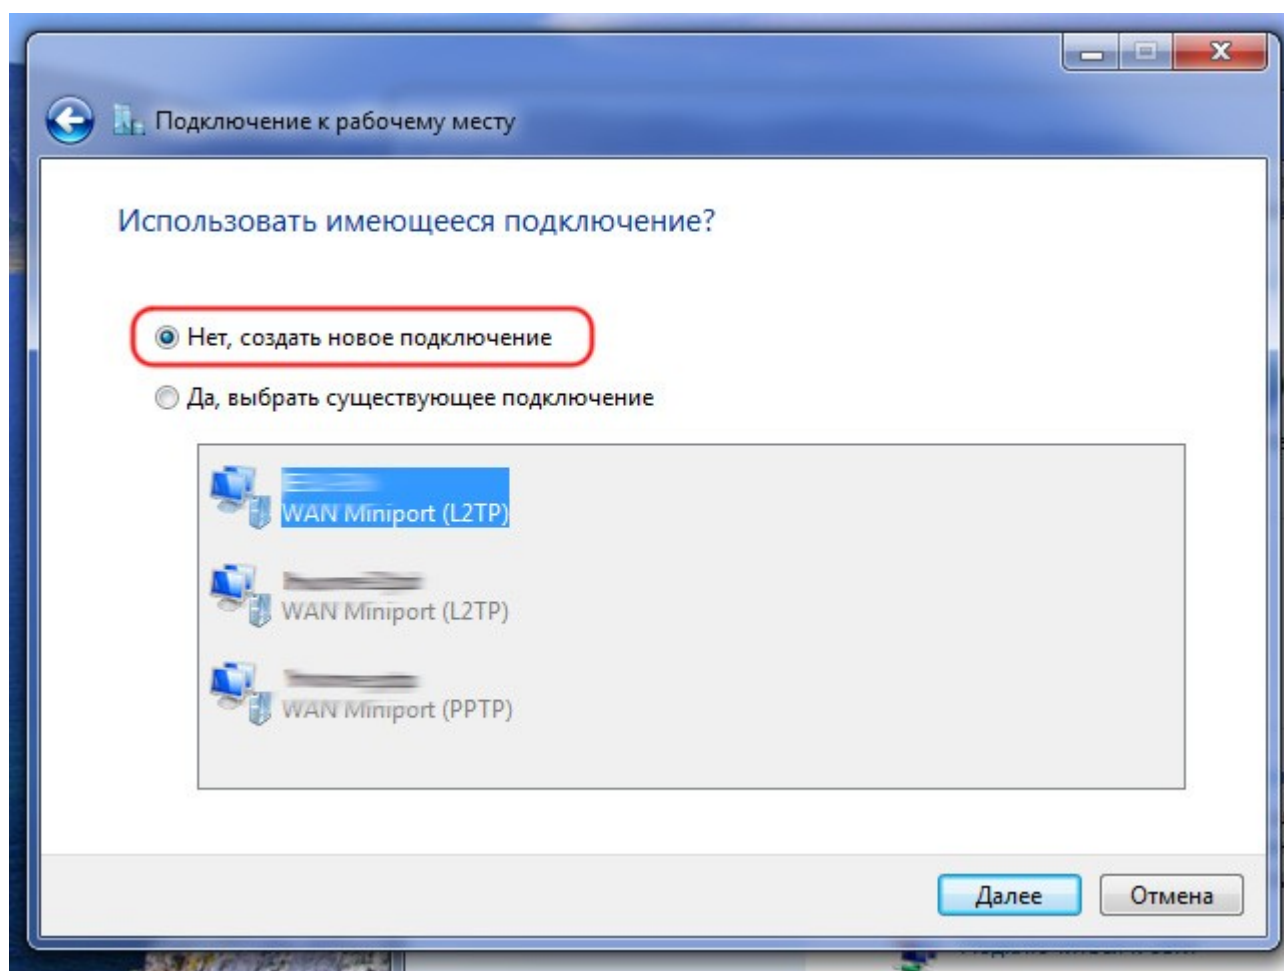 Подключение к рабочему месту
Использовать имеющееся подключение?
Нет, создать новое подключение
Да, выбрать существующее подключение
WAN Miniport (L2TP)
WAN Miniport (L2TP)
WAN Miniport (PPTP)
Далее
Отмена